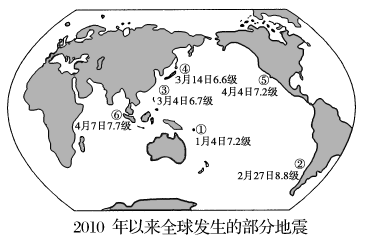 ④
3月14日6.6级
③
3月4日6.7级
⑤
4月4日7.2级
⑥
4月7日7.7级
①
1月4日7.2级
②
2月27日8.8级
2010 年以来全球发生的部分地震